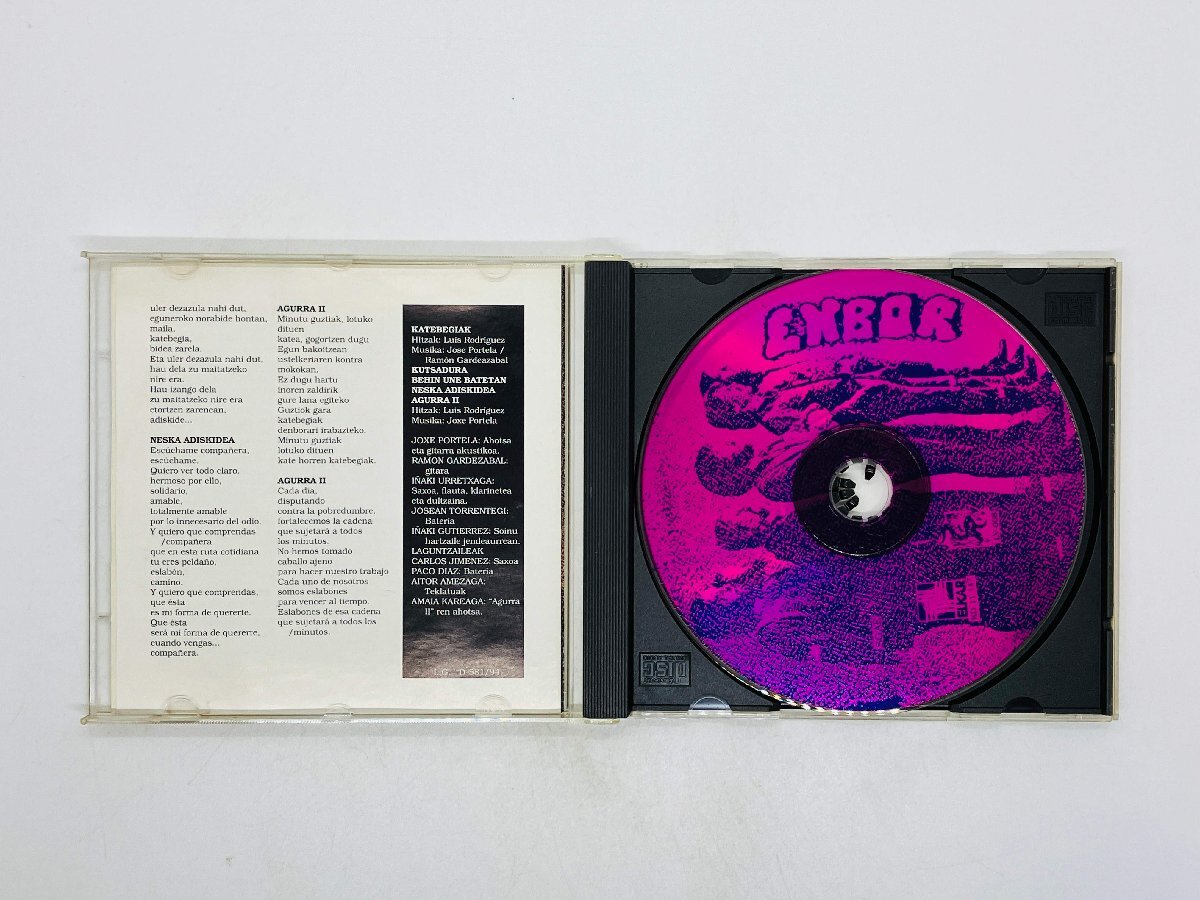 uler dezazula nahi dut,
eguneroko norabide hontan,
maila,
katebegia,
bidea zarela.
Eta uler dezazula nahi dut,
hau dela zu maitatzeko
nire era.
Hau izango dela
zu maitatzeko nire era
etortzen zarenean,
adiskide...
NESKA ADISKIDEA
Escúchame compañera,
escúchame.
Quiero ver todo claro,
hermoso por ello,
solidario,
amable,
totalmente amable
por lo innecesario del odio.
Y quiero que comprendas
/compañera
que en esta ruta cotidiana
tu eres peldaño,
eslabón,
camino.
Y quiero que comprendas,
que ésta
es mi forma de quererte.
Que ésta
será mi forma de quererte,
cuando vengas...
compañera.
AGURRA II
Minutu guztiak, lotuko
dituen
katea, gogortzen dugu
Egun bakoitzean
ustelkeriaren kontra
mokokan,
Ez dugu hartu
inoren zaldirik
gure lana egiteko
Guztiok gara
katebegiak
denborari irabazteko.
Minutu guztiak
lotuko dituen
kate horren katebegiak.
AGURRA II
Cada dia,
disputando
contra la pobredumbre,
fortalecemos la cadena
que sujetará a todos
los minutos.
No hemos tomado
caballo ajeno
para hacer nuestro trabajo
Cada uno de nosotros
somos eslabones
para vencer al tiempo.
Eslabones de esa cadena
que sujetará a todos los
/minutos.
KATEBEGIAK
Hitzak: Luis Rodríguez
Musika: Jose Portela /
Ramón Gardeazabal
KUTSADURA
BEHIN UNE BATETAN
NESKA ADISKIDEA
AGURRA II
Hitzak: Luis Rodríguez
Musika: Joxe Portela
JOXE PORTELA: Ahotsa
eta gitarra akustikoa.
RAMON GARDEZABAL:
gitara
IÑAKI URRETXAGA:
Saxoa, flauta, klarinetea
eta dultzaina.
JOSEAN TORRENTEGI:
Bateria
IÑAKI GUTIERREZ: Soinu
hartzaile jendeaurrean.
LAGUNTZAILEAK
CARLOS JIMENEZ: Saxoa
PACO DIAZ: Bateria
AITOR AMEZAGA:
Teklatuak
AMAIA KAREAGA: "Agurra
II" ren ahotsa.
L.G. D 581/94
ENBOR